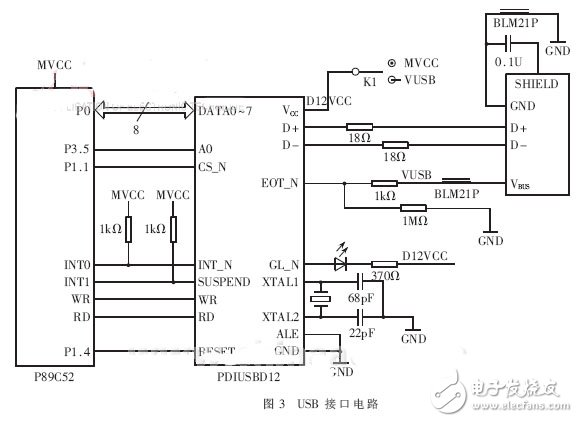 BLM21P
GND
0.1U
MVCC
MVCC
K1
VUSB
SHIELD
D12VCC
P0
8
DATA0~7
VCC
GND
D+
18Ω
D+
D-
18Ω
D-
P3.5
A0
P1.1
CS_N
EOT_N
VUSB
1kΩ
BLM21P
VBUS
MVCC
MVCC
1MΩ
GND
1kΩ
1kΩ
INT0
INT_N
GL_N
D12VCC
370Ω
INT1
SUSPEND
XTAL1
68pF
WR
WR
RD
RD
XTAL2
22pF
GND
ALE
P1.4
RESET
GND
GND
P89C52
PDIUSBD12
图 3 USB 接口电路
电子发烧友
www.elecfans.com